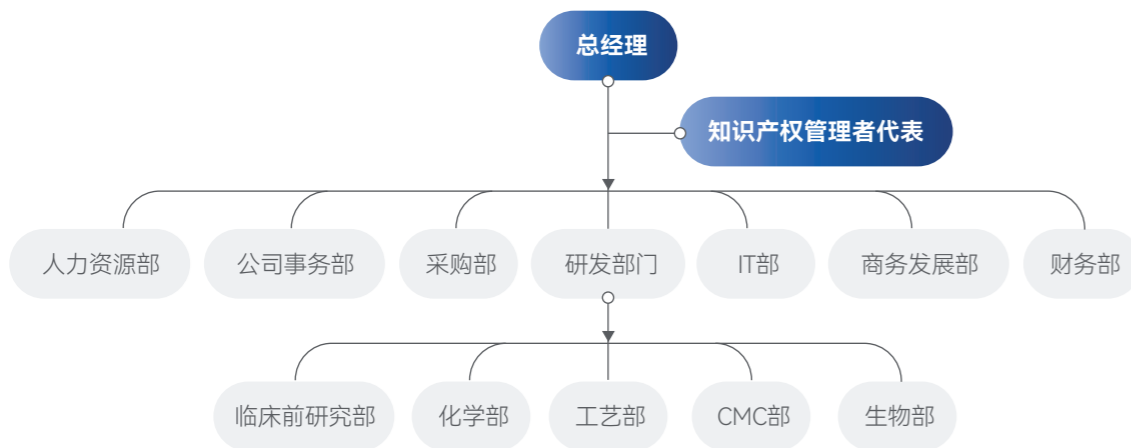 总经理
知识产权管理者代表
人力资源部
公司事务部
采购部
研发部门
IT部
商务发展部
财务部
临床前研究部
化学部
工艺部
CMC部
生物部